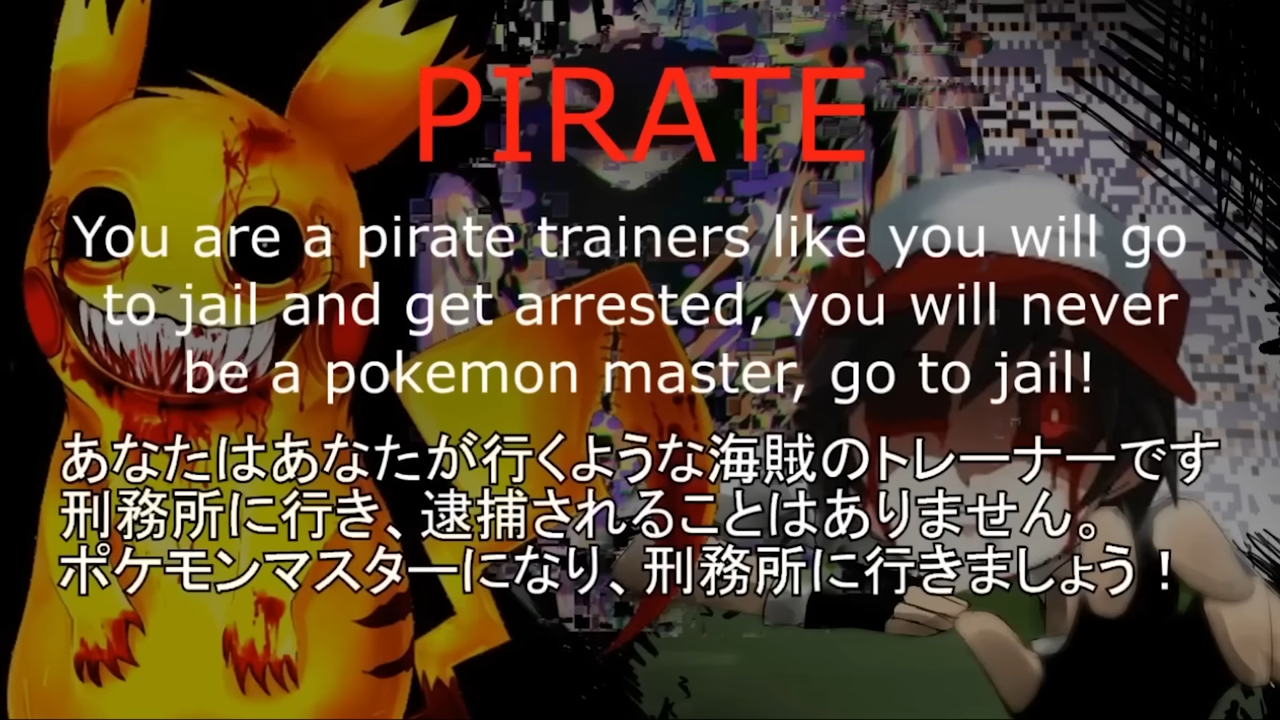 PIRATE
You are a pirate trainers like you will go
to jail and get arrested, you will never
be a pokemon master, go to jail!
あなたはあなたが行くような海賊のトレーナーです
刑務所に行き、逮捕されることはありません。
ポケモンマスターになり、刑務所に行きましょう！